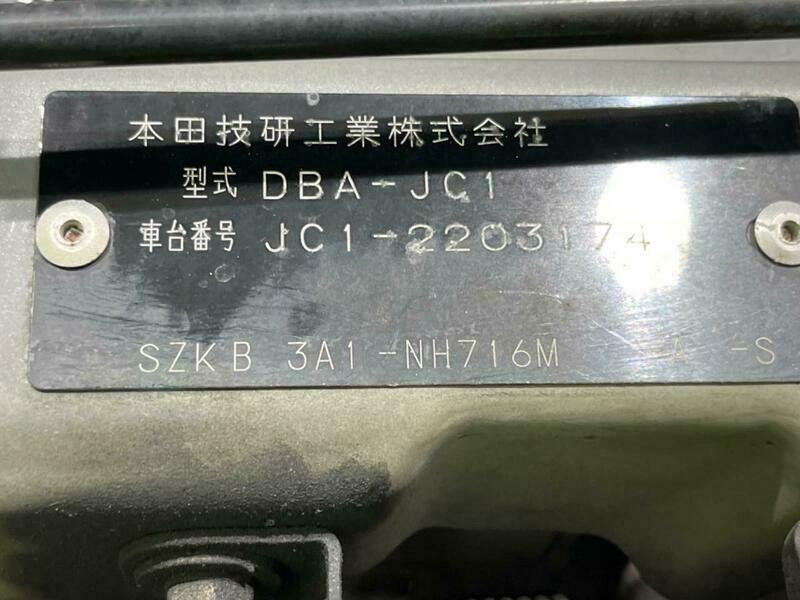 本田技研工業株式会社
型式 DBA-JC1
車台番号 JC1-2203174
SZKB 3A1-NH716M A -S